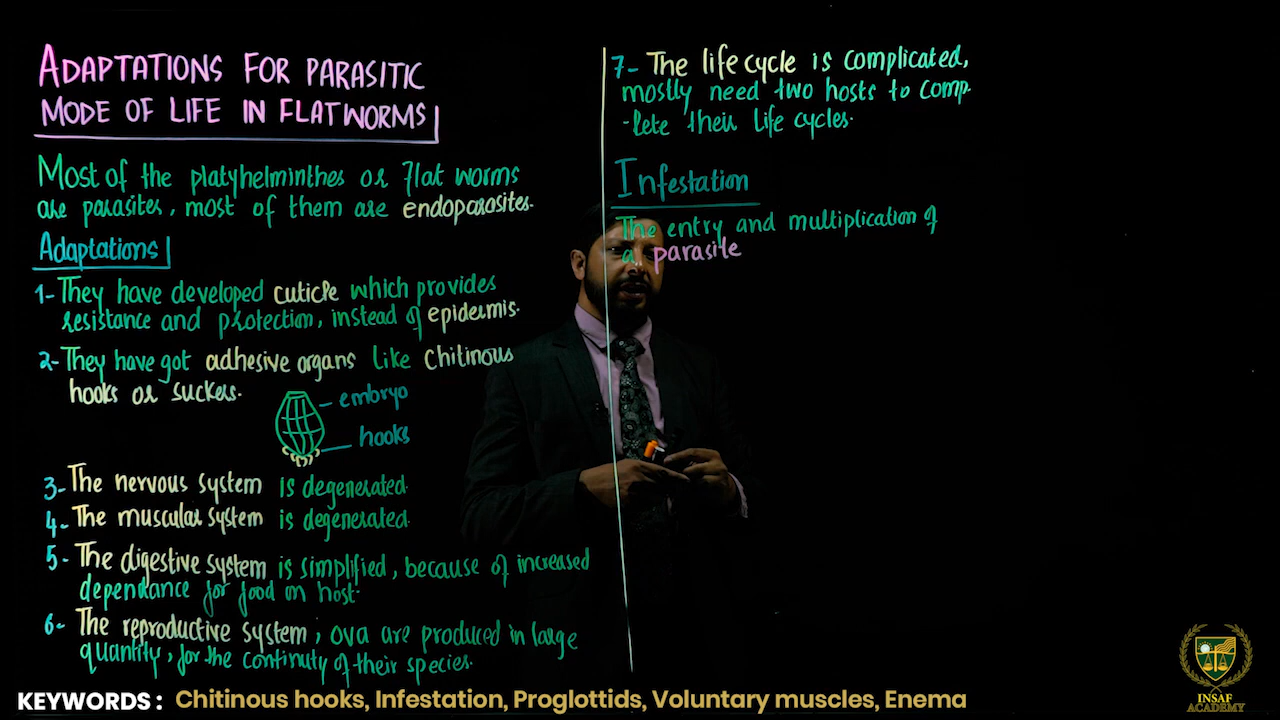 ADAPTATIONS FOR PARASITIC
MODE OF LIFE IN FLATWORMS
Most of the platyhelminthes or flat worms
are parasites, most of them are endoparasites.
Adaptations
1- They have developed cuticle which provides
resistance and protection, instead of epidermis.
2- They have got adhesive organs like chitinous
hooks or suckers.
embryo
hooks
3- The nervous system is degenerated.
4- The muscular system is degenerated.
5- The digestive system is simplified, because of increased
dependance for food on host.
6- The reproductive system; ova are produced in large
quantity, for the continuity of their species.
7- The life cycle is complicated,
mostly need two hosts to comp-
-lete their life cycles.
Infestation
The entry and multiplication of
a parasite
KEYWORDS : Chitinous hooks, Infestation, Proglottids, Voluntary muscles, Enema
INSAF
ACADEMY